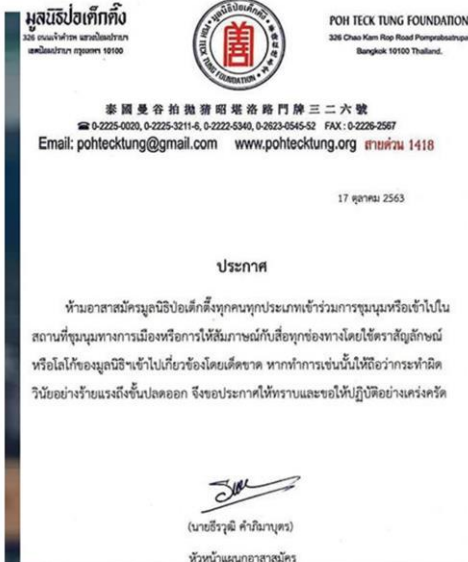 มูลนิธิป่อเต็กตึ๊ง
326 ถนนเจ้าคำรพ แขวงป้อมปราบฯ
เขตป้อมปราบฯ กรุงเทพฯ 10100
มูลนิธิป่อเต็กตึ๊ง
善
POH TECK TUNG FOUNDATION
POH TECK TUNG FOUNDATION
326 Chao Kam Rop Road Pomprabsatrupa
Bangkok 10100 Thailand.
泰國曼谷拍拋猜昭堪洛路門牌三二六號
☎ 0-2225-0020, 0-2225-3211-6, 0-2222-5340, 0-2623-0545-52 FAX : 0-2226-2567
Email: pohtecktung@gmail.com www.pohtecktung.org สายด่วน 1418
17 ตุลาคม 2563
ประกาศ
ห้ามอาสาสมัครมูลนิธิป่อเต็กตึ๊งทุกคนทุกประเภทเข้าร่วมการชุมนุมหรือเข้าไปใน
สถานที่ชุมนุมทางการเมืองหรือการให้สัมภาษณ์กับสื่อทุกช่องทางโดยใช้ตราสัญลักษณ์
หรือโลโก้ของมูลนิธิฯเข้าไปเกี่ยวข้องโดยเด็ดขาด หากทำการเช่นนั้นให้ถือว่ากระทำผิด
วินัยอย่างร้ายแรงถึงขั้นปลดออก จึงขอประกาศให้ทราบและขอให้ปฏิบัติอย่างเคร่งครัด
(นายธีรวุฒิ คำภิมาบุตร)
หัวหน้าแผนกอาสาสมัคร